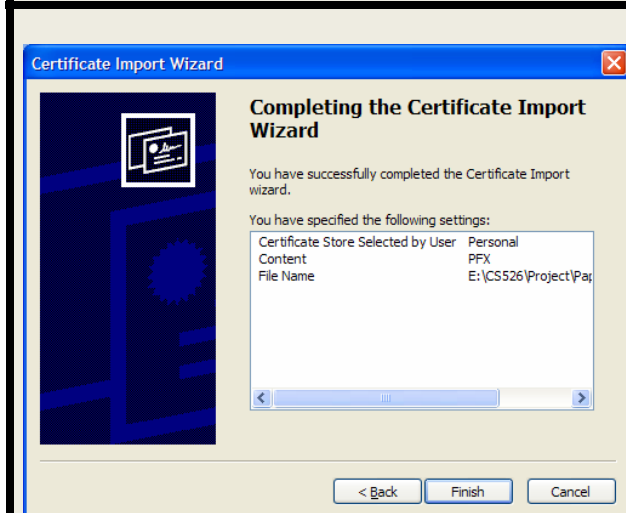 Certificate Import Wizard
Completing the Certificate Import
Wizard
You have successfully completed the Certificate Import
wizard.
You have specified the following settings:
Certificate Store Selected by User Personal
Content PFX
File Name E:\CS526\Project\Pap
< Back Finish Cancel